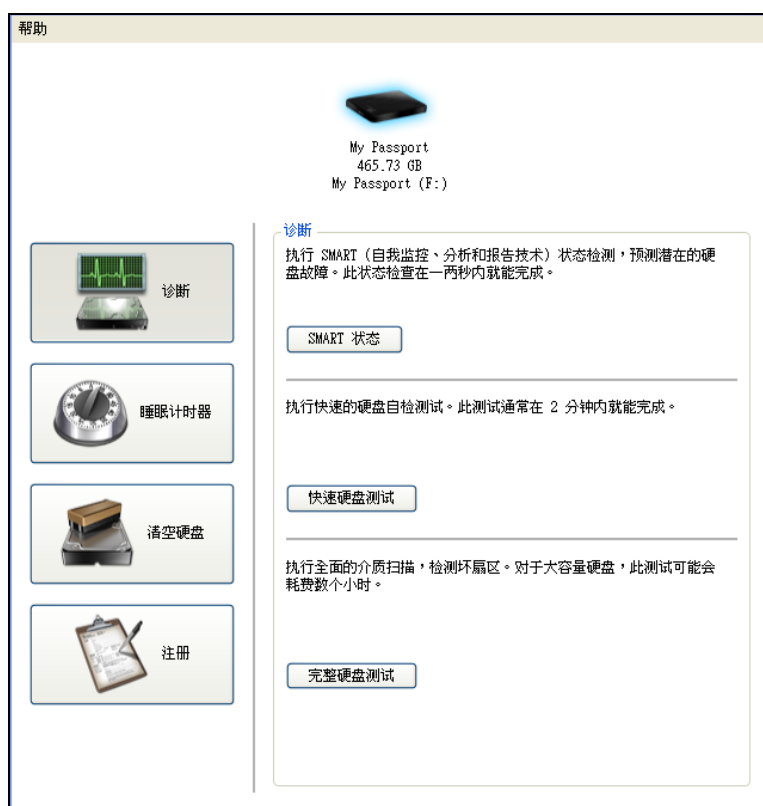 帮助
My Passport
465.73 GB
My Passport (F:)
诊断
睡眠计时器
清空硬盘
注册
诊断
执行 SMART（自我监控、分析和报告技术）状态检测，预测潜在的硬
盘故障。此状态检查在一两秒内就能完成。
SMART 状态
执行快速的硬盘自检测试。此测试通常在 2 分钟内就能完成。
快速硬盘测试
执行全面的介质扫描，检测坏扇区。对于大容量硬盘，此测试可能会
耗费数个小时。
完整硬盘测试